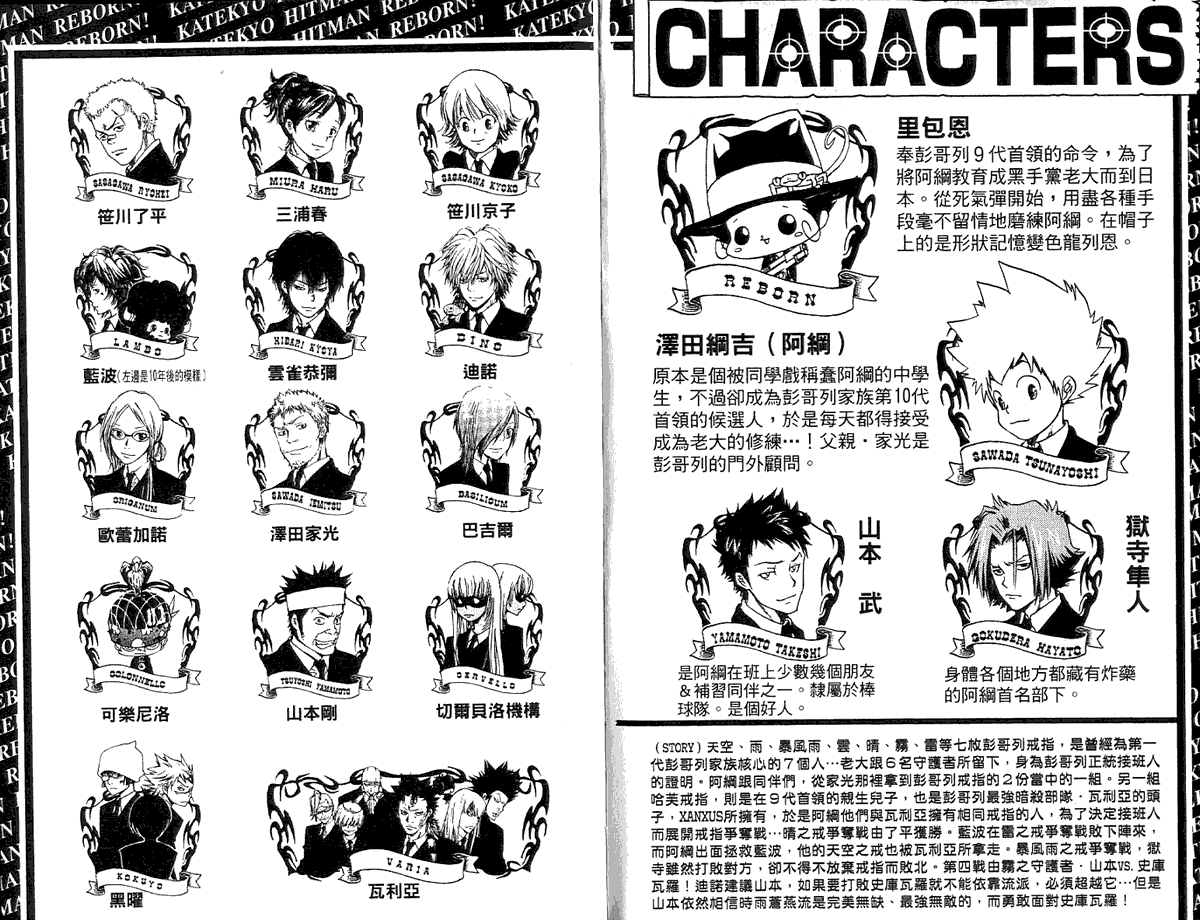 KATEKYO HITMAN REBORN!
CHARACTERS
里包恩
奉彭哥列9代首領的命令，為了
將阿綱教育成黑手黨老大而到日
本。從死氣彈開始，用盡各種手
段毫不留情地磨練阿綱。在帽子
上的是形狀記憶變色龍列恩。
REBORN
澤田綱吉（阿綱）
原本是個被同學戲稱蠢阿綱的中學
生，不過卻成為彭哥列家族第10代
首領的候選人，於是每天都得接受
成為老大的修練…！父親・家光是
彭哥列的門外顧問。
SAWADA TSUNAYOSHI
獄寺隼人
GOKUDERA HAYATO
身體各個地方都藏有炸藥
的阿綱首名部下。
山本 武
YAMAMOTO TAKESHI
是阿綱在班上少數幾個朋友
＆補習同伴之一。隸屬於棒
球隊。是個好人。
(STORY)天空、雨、暴風雨、雲、晴、霧、雷等七枚彭哥列戒指，是曾經為第一
代彭哥列家族核心的7個人…老大跟6名守護者所留下，身為彭哥列正統接班人
的證明。阿綱跟同伴們，從家光那裡拿到彭哥列戒指的2份當中的一組。另一組
哈美戒指，則是在9代首領的親生兒子，也是彭哥列最強暗殺部隊・瓦利亞的頭
子，XANXUS所擁有，於是阿綱他們與瓦利亞擁有相同戒指的人，為了決定接班人
而展開戒指爭奪戰…晴之戒爭奪戰由了平獲勝。藍波在雷之戒爭奪戰敗下陣來，
而阿綱出面拯救藍波，他的天空之戒也被瓦利亞所拿走。暴風雨之戒爭奪戰，獄
寺雖然打敗對方，卻不得不放棄戒指而敗北。第四戰由霧之守護者・山本VS.史庫
瓦羅！迪諾建議山本，如果要打敗史庫瓦羅就不能依靠流派，必須超越它…但是
山本依然相信時雨蒼燕流是完美無缺、最強無敵的，而勇敢面對史庫瓦羅！
SASAGAWA RYOHEI
笹川了平
MIURA HARU
三浦春
SASAGAWA KYOKO
笹川京子
LAMBO
藍波(左邊是10年後的模樣)
HIBARI KYOYA
雲雀恭彌
DINO
迪諾
ORIGANUM
歐蕾加諾
SAWADA IEMITSU
澤田家光
BASILICUM
巴吉爾
COLONNELLO
可樂尼洛
TSUYOSHI YAMAMOTO
山本剛
CERVELLO
切爾貝洛機構
KOKUYO
黑曜
VARIA
瓦利亞